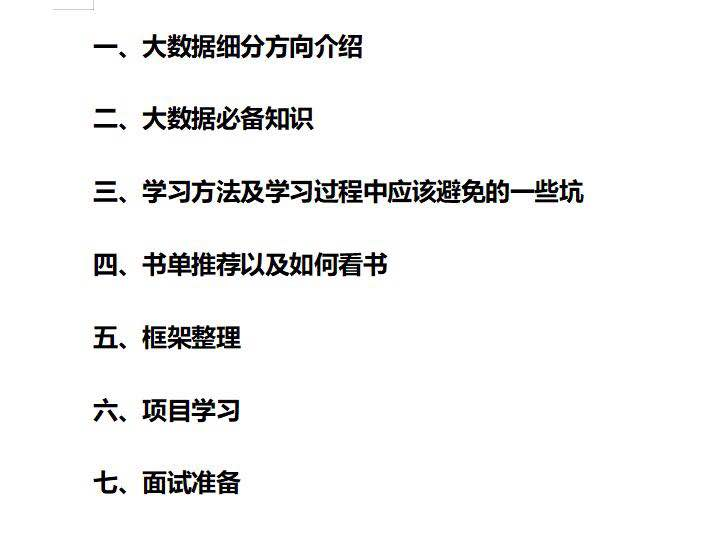 一、大数据细分方向介绍
二、大数据必备知识
三、学习方法及学习过程中应该避免的一些坑
四、书单推荐以及如何看书
五、框架整理
六、项目学习
七、面试准备